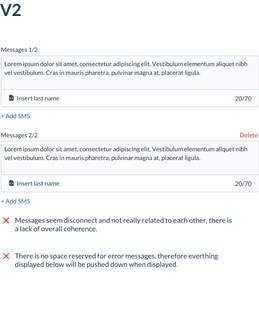 V2
Messages 1/2
Lorem ipsum dolor sit amet, consectetur adipiscing elit. Vestibulum elementum aliquet nibh
vel vestibulum. Cras in mauris pharetra, pulvinar magna at, placerat ligula.
Insert last name 20/70
+ Add SMS
Messages 2/2 Delete
Lorem ipsum dolor sit amet, consectetur adipiscing elit. Vestibulum elementum aliquet nibh
vel vestibulum. Cras in mauris pharetra, pulvinar magna at, placerat ligula.
Insert last name 20/70
+ Add SMS
Messages seem disconnect and not really related to each other, there is
a lack of overall coherence.
There is no space reserved for error messages, therefore everthing
displayed below will be pushed down when displayed.